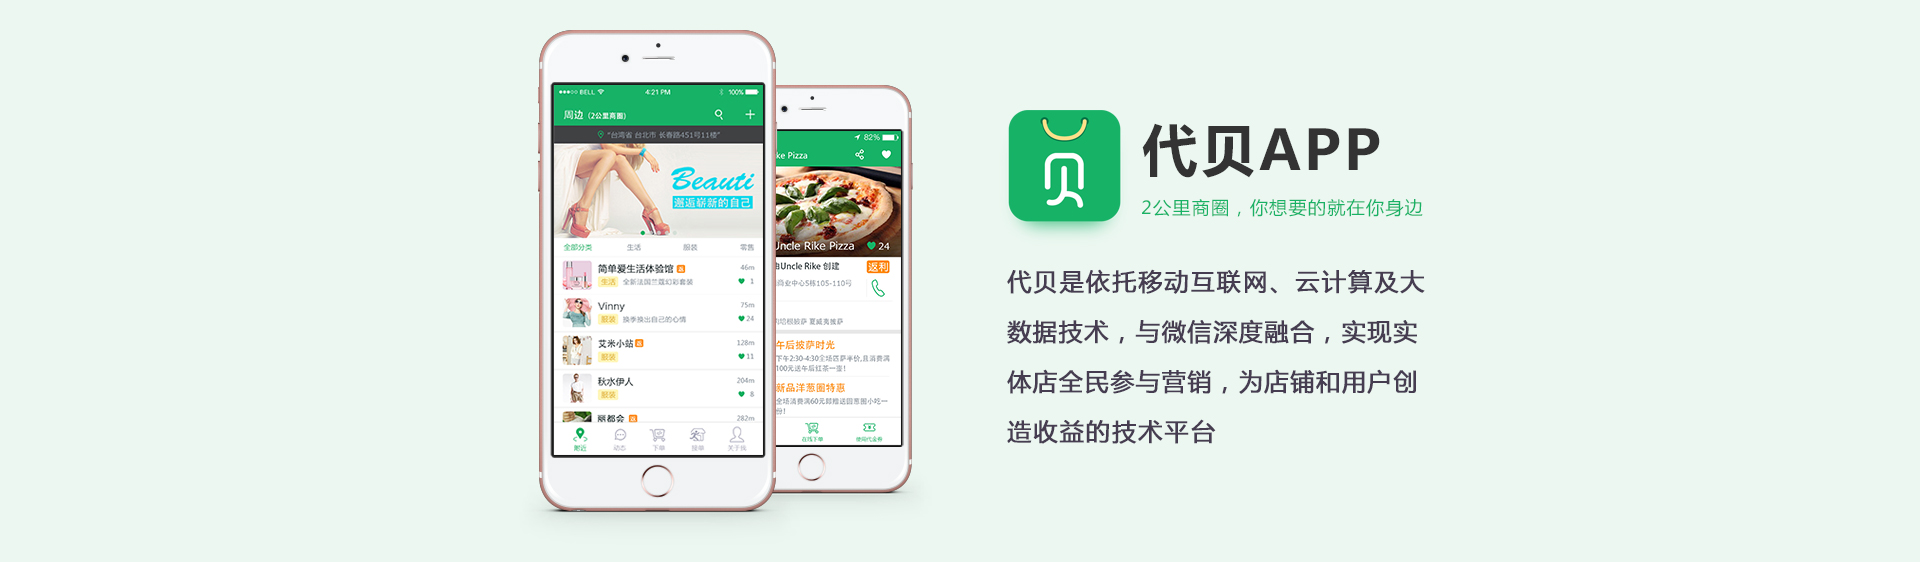 BELL 4:21 PM 100%
周边（2公里商圈）
“台湾省 台北市 长春路451号11楼”
Beauti
邂逅崭新的自己
全部分类 生活 服装 零售
简单爱生活体验馆 返 46m
生活 全新法国兰蔻幻彩套装 1
Vinny 75m
服装 换季换出自己的心情 24
艾米小站 返 128m
服装 11
秋水伊人 204m
服装 8
丽都会 返 282m
附近 动态 下单 接单 关于我
82%
ke Pizza
Uncle Rike Pizza 24
由Uncle Rike 创建 返利
商业中心5栋105-110号
培根披萨 夏威夷披萨
午后披萨时光
下午2:30-4:30全场匹萨半价,且消费满
100元送午后红茶一壶!
新品洋葱圈特惠
全场消费满60元即赠送回葱圈小吃一
份!
在线下单 使用代金券
贝
代贝APP
2公里商圈，你想要的就在你身边
代贝是依托移动互联网、云计算及大
数据技术，与微信深度融合，实现实
体店全民参与营销，为店铺和用户创
造收益的技术平台